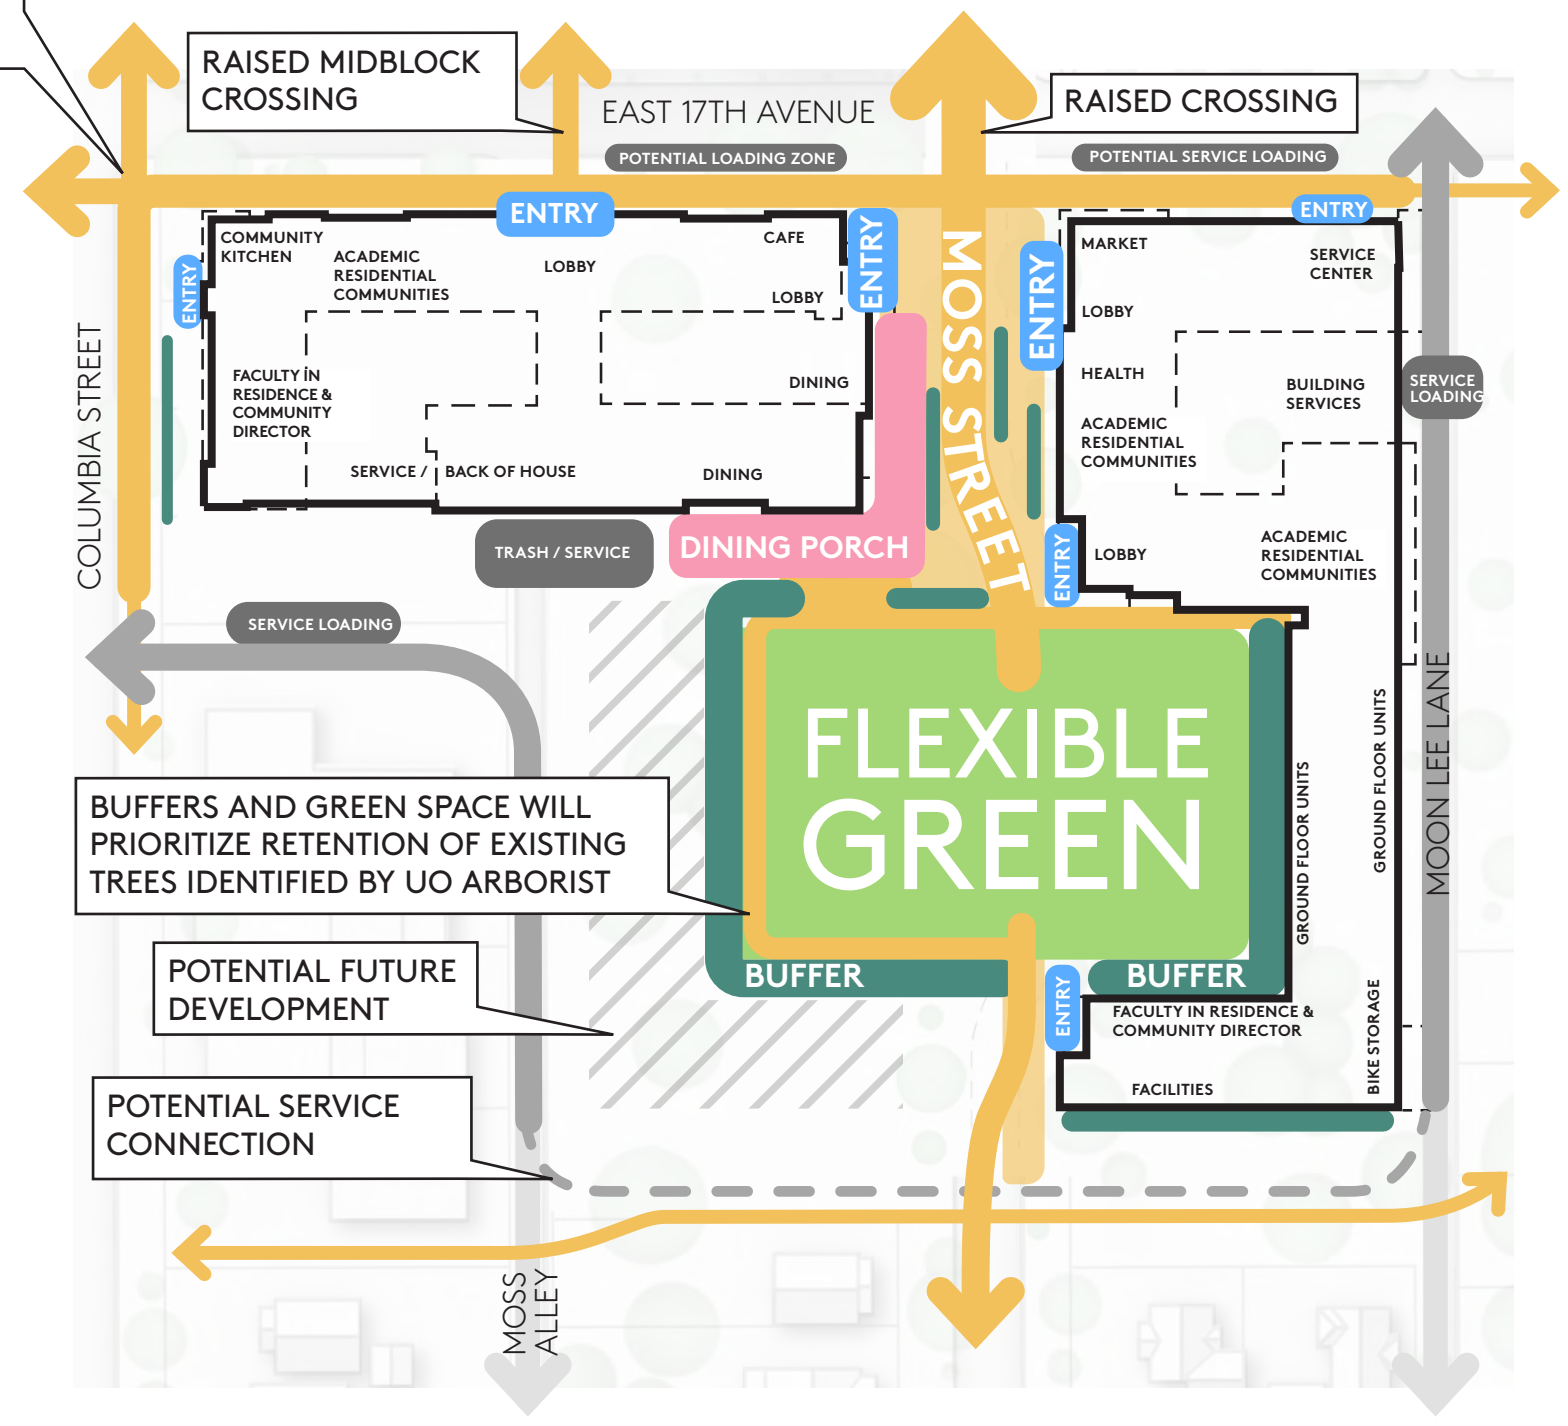 RAISED MIDBLOCK
CROSSING
EAST 17TH AVENUE
RAISED CROSSING
POTENTIAL LOADING ZONE
POTENTIAL SERVICE LOADING
ENTRY
ENTRY
ENTRY
ENTRY
ENTRY
COMMUNITY
KITCHEN
ACADEMIC
RESIDENTIAL
COMMUNITIES
LOBBY
CAFE
LOBBY
FACULTY IN
RESIDENCE &
COMMUNITY
DIRECTOR
DINING
SERVICE /
BACK OF HOUSE
DINING
COLUMBIA STREET
MOSS STREET
MARKET
SERVICE
CENTER
LOBBY
HEALTH
BUILDING
SERVICES
SERVICE
LOADING
ACADEMIC
RESIDENTIAL
COMMUNITIES
ACADEMIC
RESIDENTIAL
COMMUNITIES
LOBBY
ENTRY
TRASH / SERVICE
DINING PORCH
SERVICE LOADING
FLEXIBLE
GREEN
GROUND FLOOR UNITS
GROUND FLOOR UNITS
MOON LEE LANE
BUFFERS AND GREEN SPACE WILL
PRIORITIZE RETENTION OF EXISTING
TREES IDENTIFIED BY UO ARBORIST
BUFFER
BUFFER
POTENTIAL FUTURE
DEVELOPMENT
ENTRY
FACULTY IN RESIDENCE &
COMMUNITY DIRECTOR
BIKE STORAGE
FACILITIES
POTENTIAL SERVICE
CONNECTION
MOSS
ALLEY